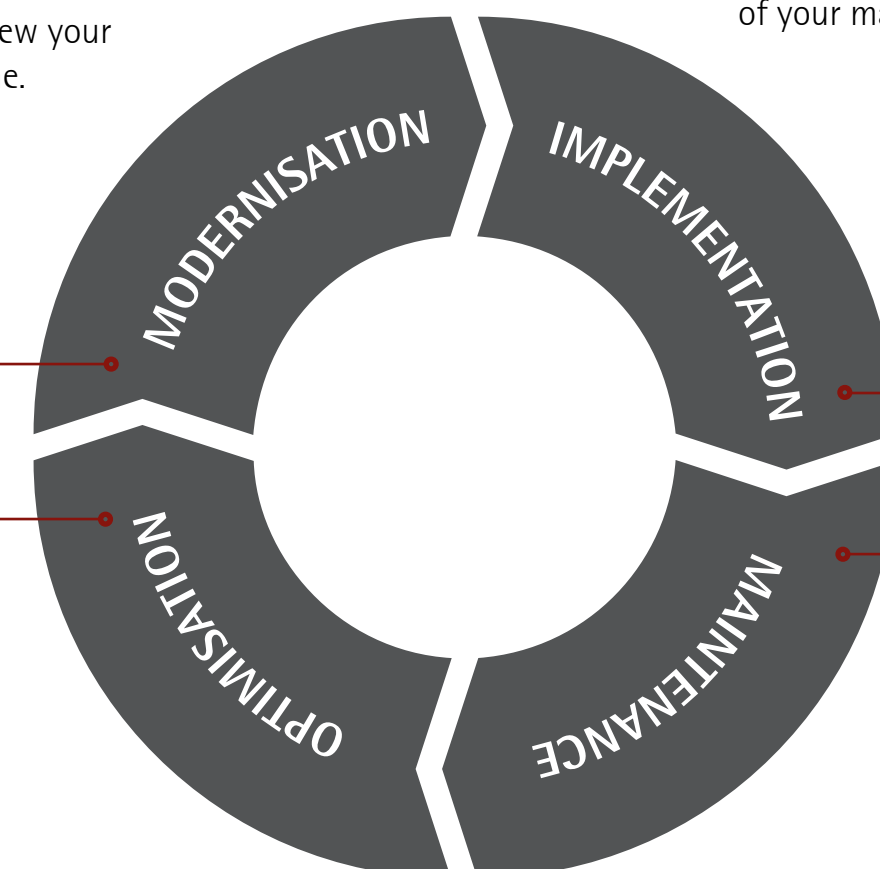 ew your
e.
of your ma
MODERNISATION
IMPLEMENTATION
OPTIMISATION
MAINTENANCE